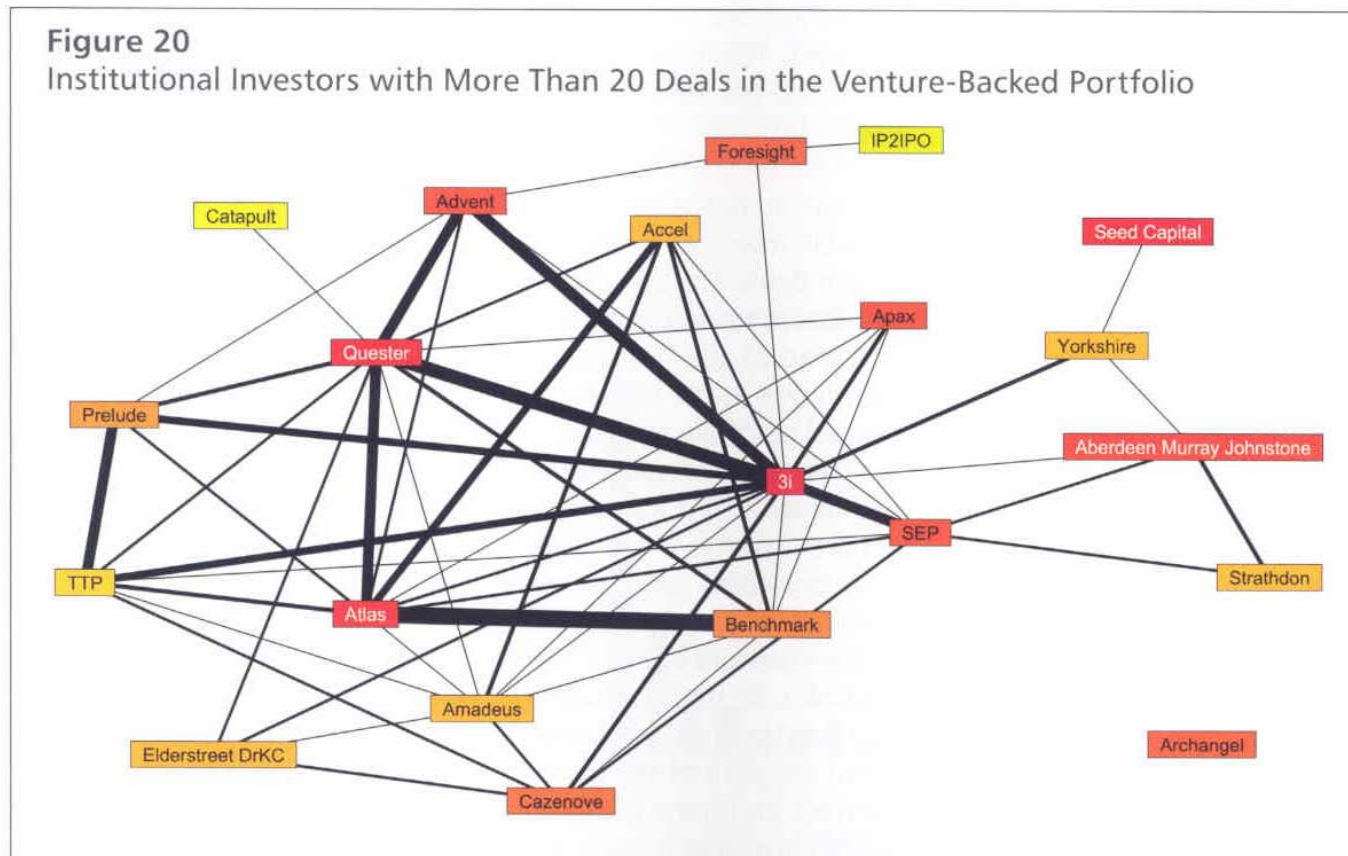 Figure 20
Institutional Investors with More Than 20 Deals in the Venture-Backed Portfolio
IP2IPO
Foresight
Advent
Catapult
Accel
Seed Capital
Apax
Quester
Yorkshire
Prelude
Aberdeen Murray Johnstone
3i
SEP
TTP
Strathdon
Atlas
Benchmark
Amadeus
Elderstreet DrKC
Archangel
Cazenove